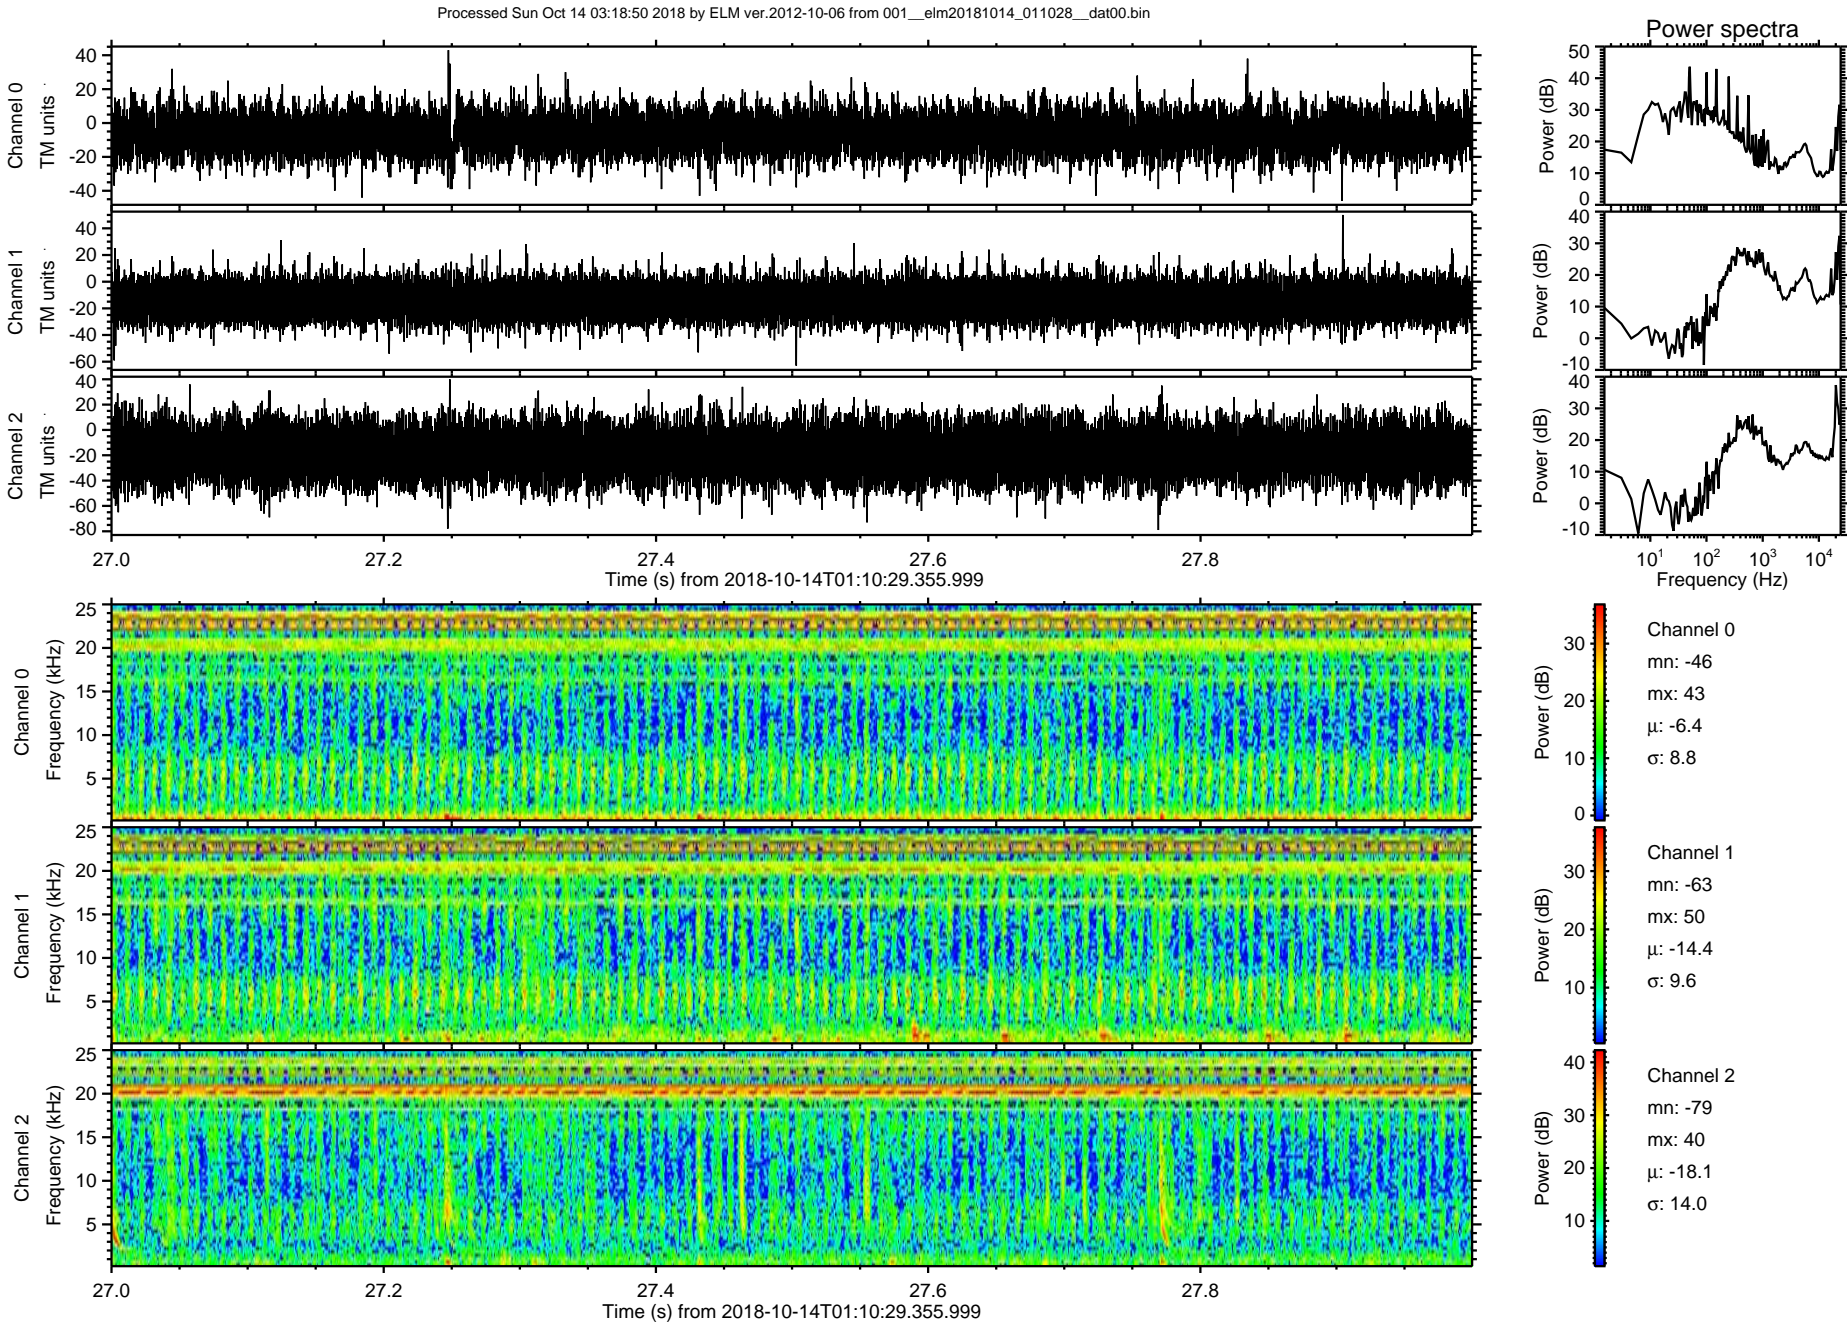 Processed Sun Oct 14 03:18:50 2018 by ELM ver.2012-10-06 from 001__elm20181014_011028__dat00.bin
Power spectra
Channel 0
TM units
40
20
0
-20
-40
Power (dB)
50
40
30
20
10
0
Channel 1
TM units
40
20
0
-20
-40
-60
Power (dB)
40
30
20
10
0
-10
Channel 2
TM units
40
20
0
-20
-40
-60
-80
Power (dB)
40
30
20
10
0
-10
27.0 27.2 27.4 27.6 27.8
Time (s) from 2018-10-14T01:10:29.355.999
10¹ 10² 10³ 10⁴
Frequency (Hz)
Channel 0
Frequency (kHz)
25
20
15
10
5
Power (dB)
30
20
10
0
Channel 0
mn: -46
mx: 43
μ: -6.4
σ: 8.8
Channel 1
Frequency (kHz)
25
20
15
10
5
Power (dB)
30
20
10
Channel 1
mn: -63
mx: 50
μ: -14.4
σ: 9.6
Channel 2
Frequency (kHz)
25
20
15
10
5
Power (dB)
40
30
20
10
Channel 2
mn: -79
mx: 40
μ: -18.1
σ: 14.0
27.0 27.2 27.4 27.6 27.8
Time (s) from 2018-10-14T01:10:29.355.999